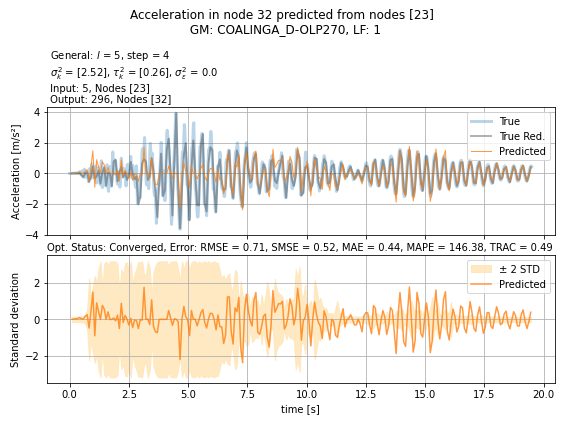 Acceleration in node 32 predicted from nodes [23]
GM: COALINGA_D-OLP270, LF: 1
General: l = 5, step = 4
σ²ₖ = [2.52], τ²ₖ = [0.26], σ²ε = 0.0
Input: 5, Nodes [23]
Output: 296, Nodes [32]
Acceleration [m/s²]
4
2
0
−2
−4
True
True Red.
Predicted
Opt. Status: Converged, Error: RMSE = 0.71, SMSE = 0.52, MAE = 0.44, MAPE = 146.38, TRAC = 0.49
Standard deviation
2
0
−2
± 2 STD
Predicted
0.0 2.5 5.0 7.5 10.0 12.5 15.0 17.5 20.0
time [s]